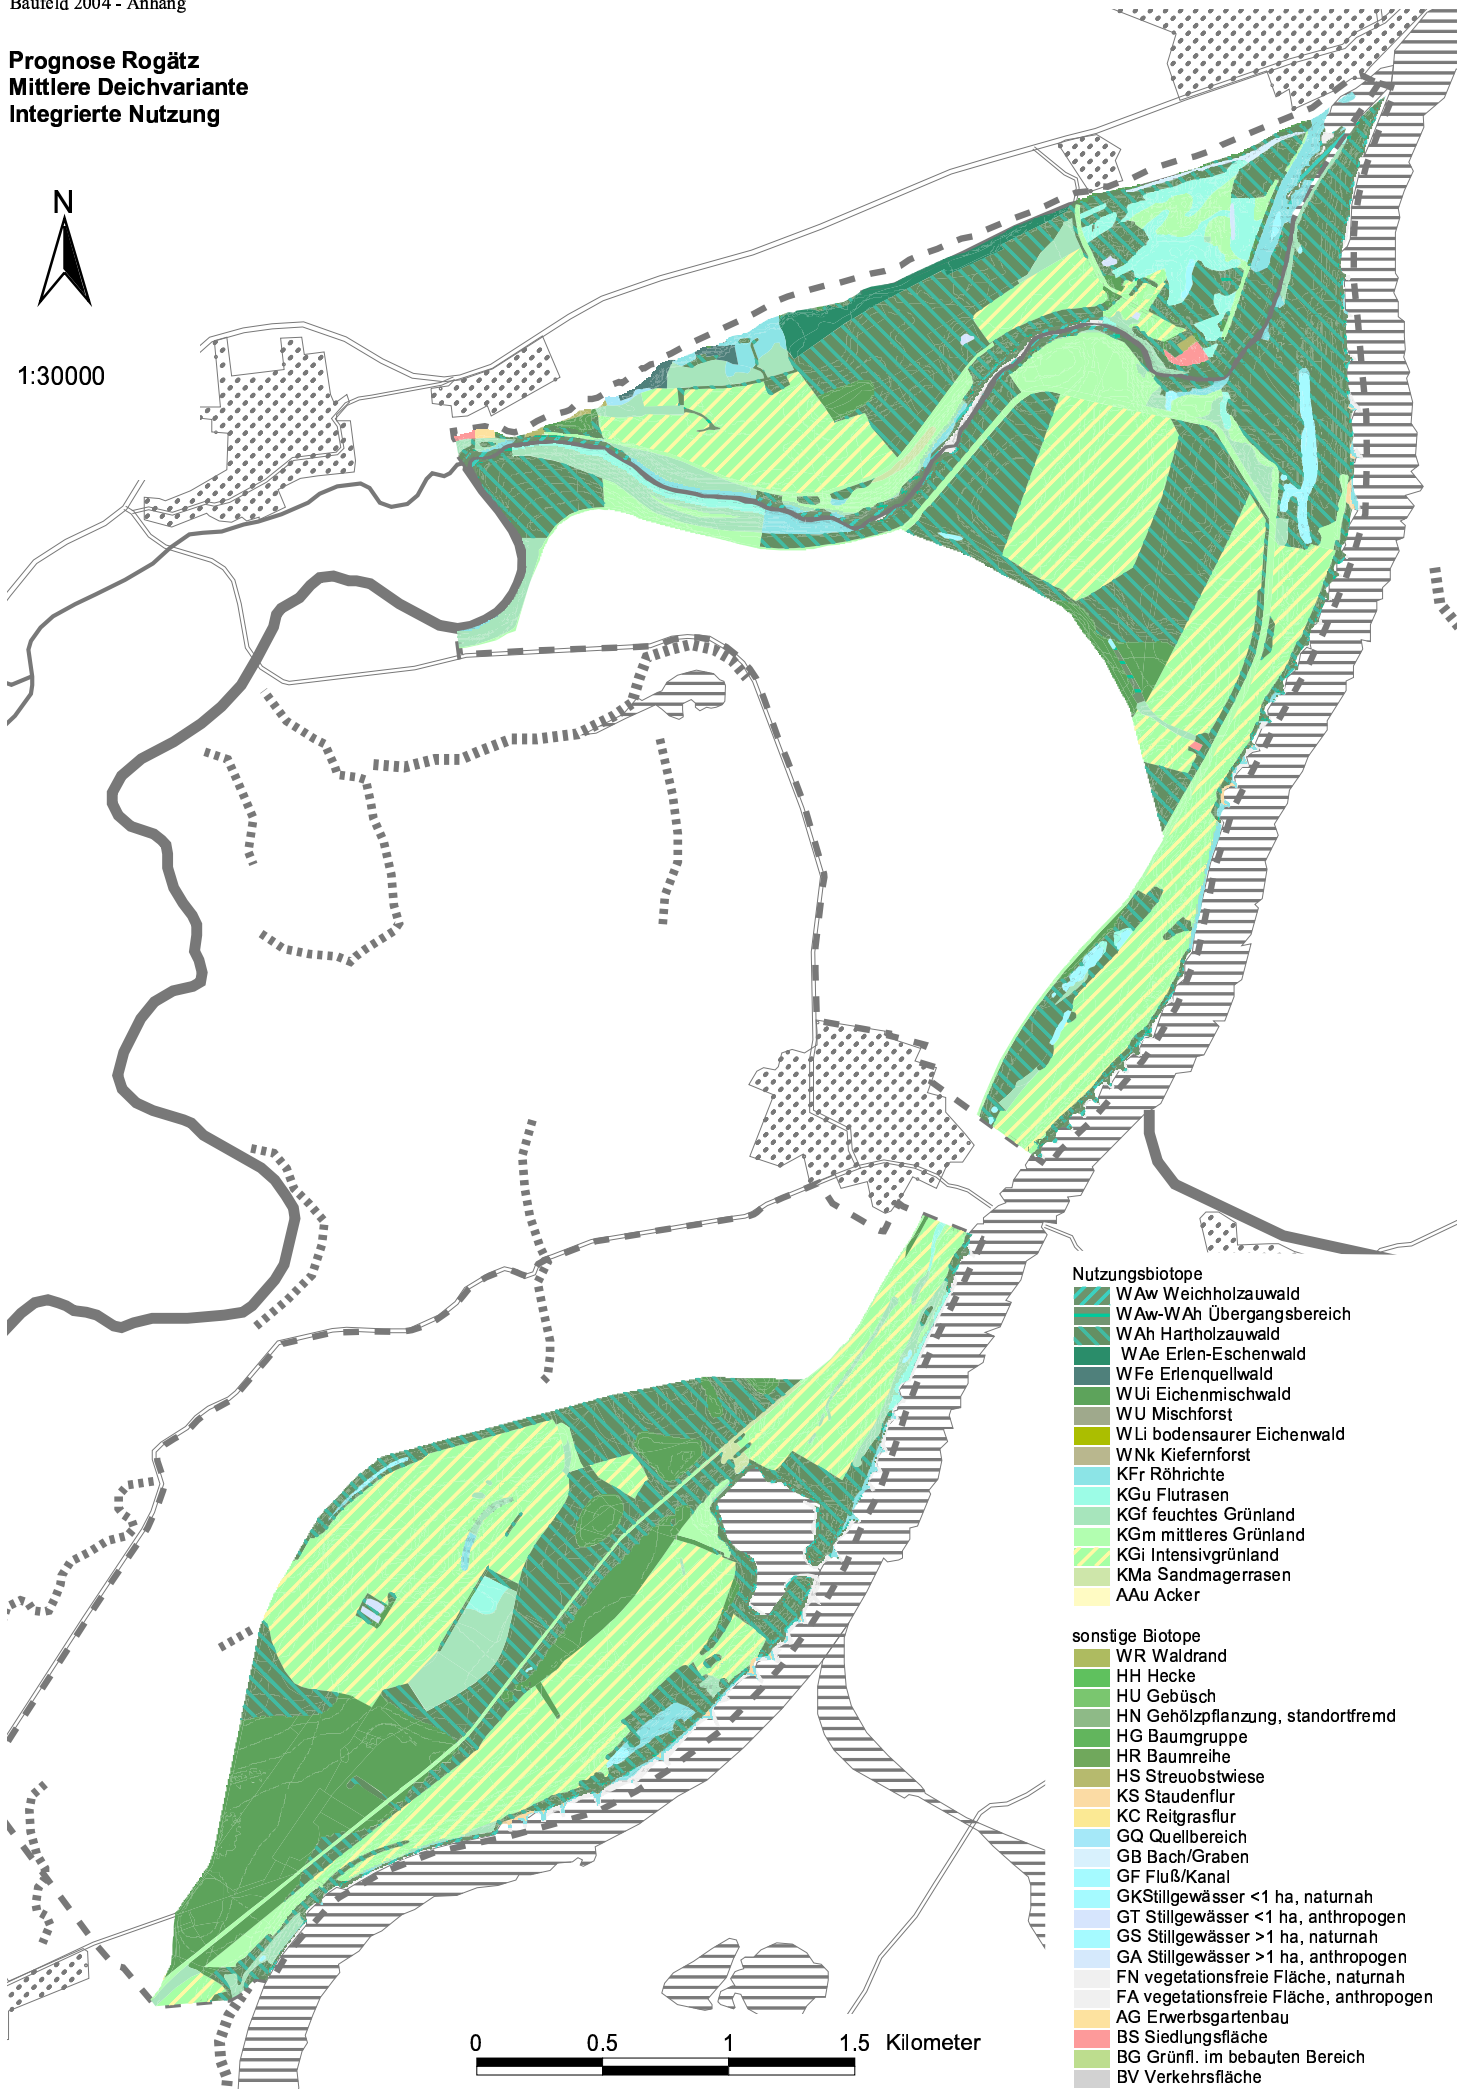 Baufeld 2004 - Anhang
Prognose Rogätz
Mittlere Deichvariante
Integrierte Nutzung
N
1:30000
Nutzungsbiotope
WAw Weichholzauwald
WAw-WAh Übergangsbereich
WAh Hartholzauwald
WAe Erlen-Eschenwald
WFe Erlenquellwald
WUi Eichenmischwald
WU Mischforst
WLi bodensaurer Eichenwald
WNk Kiefernforst
KFr Röhrichte
KGu Flutrasen
KGf feuchtes Grünland
KGm mittleres Grünland
KGi Intensivgrünland
KMa Sandmagerrasen
AAu Acker
sonstige Biotope
WR Waldrand
HH Hecke
HU Gebüsch
HN Gehölzpflanzung, standortfremd
HG Baumgruppe
HR Baumreihe
HS Streuobstwiese
KS Staudenflur
KC Reitgrasflur
GQ Quellbereich
GB Bach/Graben
GF Fluß/Kanal
GKStillgewässer <1 ha, naturnah
GT Stillgewässer <1 ha, anthropogen
GS Stillgewässer >1 ha, naturnah
GA Stillgewässer >1 ha, anthropogen
FN vegetationsfreie Fläche, naturnah
FA vegetationsfreie Fläche, anthropogen
AG Erwerbsgartenbau
BS Siedlungsfläche
BG Grünfl. im bebauten Bereich
BV Verkehrsfläche
0 0.5 1 1.5 Kilometer